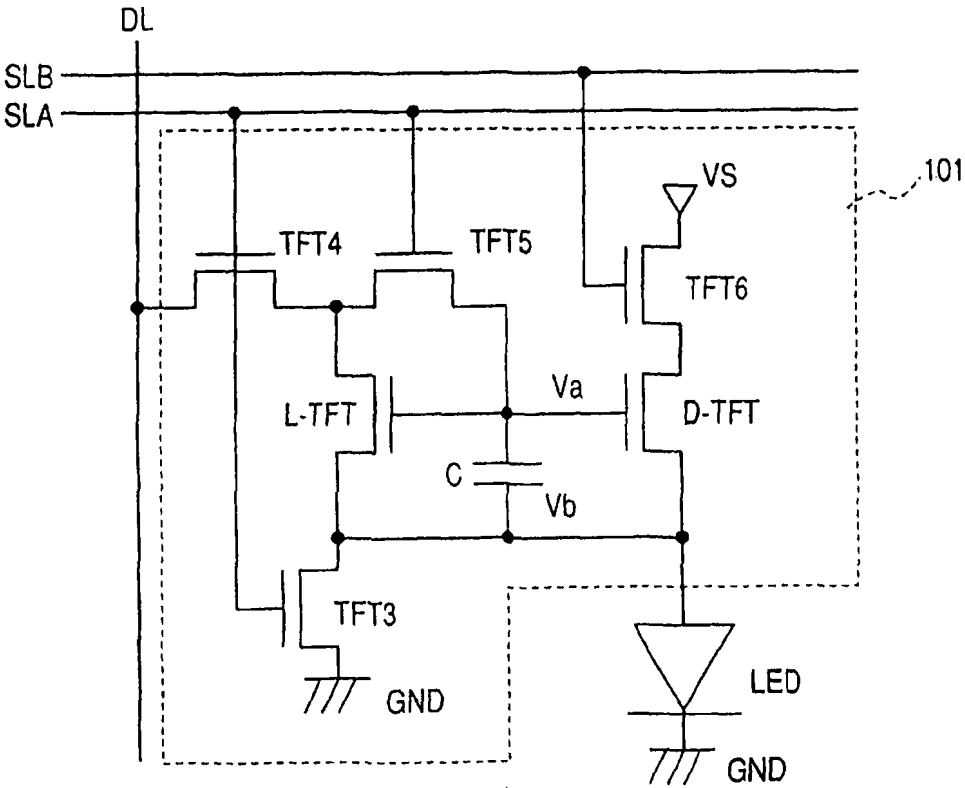 DL
SLB
SLA
VS
101
TFT4
TFT5
TFT6
Va
L-TFT
D-TFT
C
Vb
TFT3
GND
LED
GND